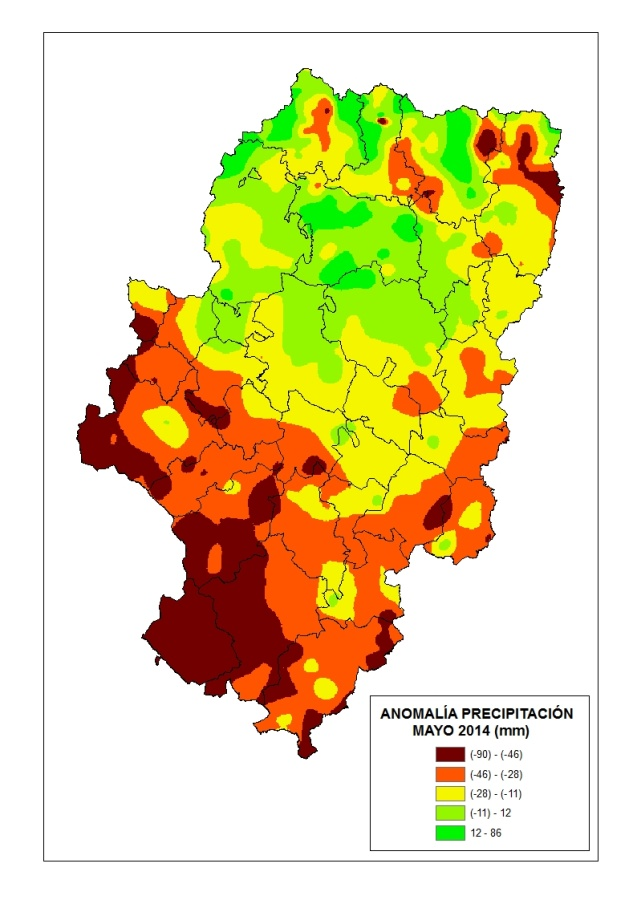 ANOMALÍA PRECIPITACIÓN
MAYO 2014 (mm)
(-90) - (-46)
(-46) - (-28)
(-28) - (-11)
(-11) - 12
12 - 86